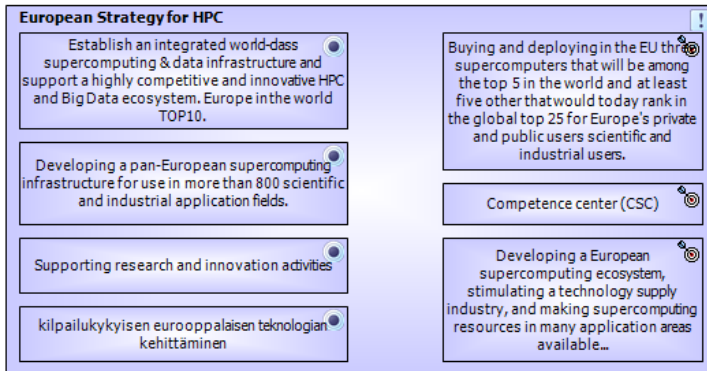 European Strategy for HPC
!
Establish an integrated world-class
supercomputing & data infrastructure and
support a highly competitive and innovative HPC
and Big Data ecosystem. Europe in the world
TOP10.
Developing a pan-European supercomputing
infrastructure for use in more than 800 scientific
and industrial application fields.
Supporting research and innovation activities
kilpailukykyisen eurooppalaisen teknologian
kehittäminen
Buying and deploying in the EU three
supercomputers that will be among
the top 5 in the world and at least
five other that would today rank in
the global top 25 for Europe's private
and public users scientific and
industrial users.
Competence center (CSC)
Developing a European
supercomputing ecosystem,
stimulating a technology supply
industry, and making supercomputing
resources in many application areas
available...